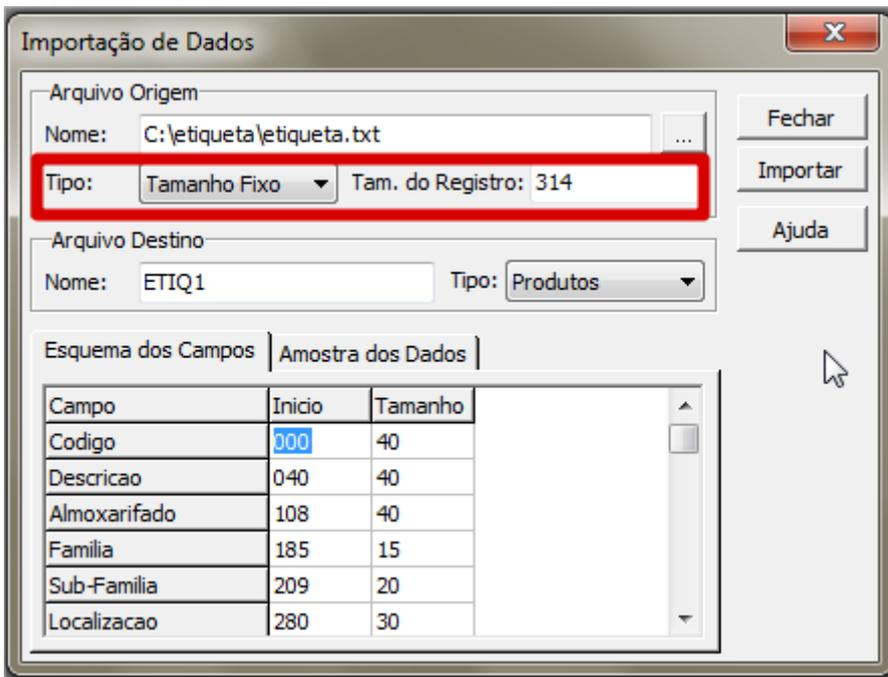 Importação de Dados
Arquivo Origem
Nome: C:\etiqueta\etiqueta.txt ...
Fechar
Tipo: Tamanho Fixo Tam. do Registro: 314
Importar
Arquivo Destino
Ajuda
Nome: ETIQ1 Tipo: Produtos
Esquema dos Campos Amostra dos Dados
Campo Inicio Tamanho
Codigo 000 40
Descricao 040 40
Almoxarifado 108 40
Familia 185 15
Sub-Familia 209 20
Localizacao 280 30